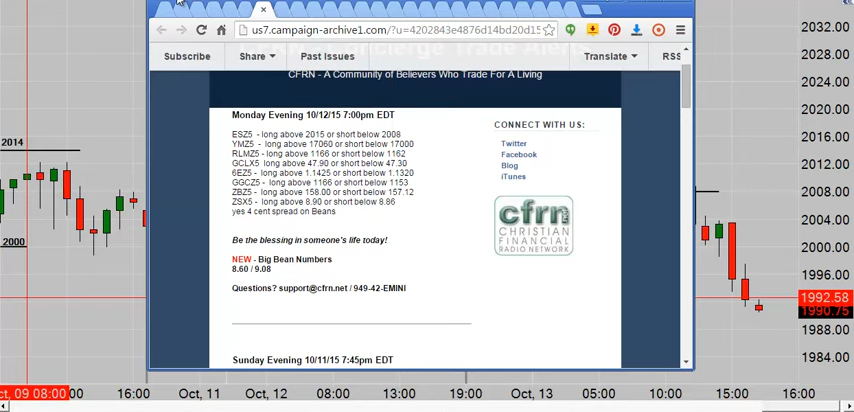 us7.campaign-archive1.com/?u=4202843e4876d14bd20d15
Subscribe Share Past Issues Translate RSS
CFRN - A Community of Believers Who Trade For A Living
Monday Evening 10/12/15 7:00pm EDT
ESZ5 - long above 2015 or short below 2008
YMZ5 - long above 17060 or short below 17000
RLMZ5 - long above 1166 or short below 1162
GCLX5 - long above 47.90 or short below 47.30
6EZ5 - long above 1.1425 or short below 1.1320
GGCZ5 - long above 1166 or short below 1153
ZBZ5 - long above 158.00 or short below 157.12
ZSX5 - long above 8.90 or short below 8.86
yes 4 cent spread on Beans
Be the blessing in someone's life today!
NEW - Big Bean Numbers
8.60 / 9.08
Questions? support@cfrn.net / 949-42-EMINI
Sunday Evening 10/11/15 7:45pm EDT
CONNECT WITH US:
Twitter
Facebook
Blog
iTunes
cfrn.net
CHRISTIAN
FINANCIAL
RADIO NETWORK
2014
2000
2032.00
2028.00
2024.00
2020.00
2016.00
2012.00
2008.00
2004.00
2000.00
1996.00
1992.58
1990.75
1988.00
1984.00
ct, 09 08:00 :00 16:00 Oct, 11 Oct, 12 08:00 13:00 19:00 Oct, 13 05:00 10:00 15:00 16:00